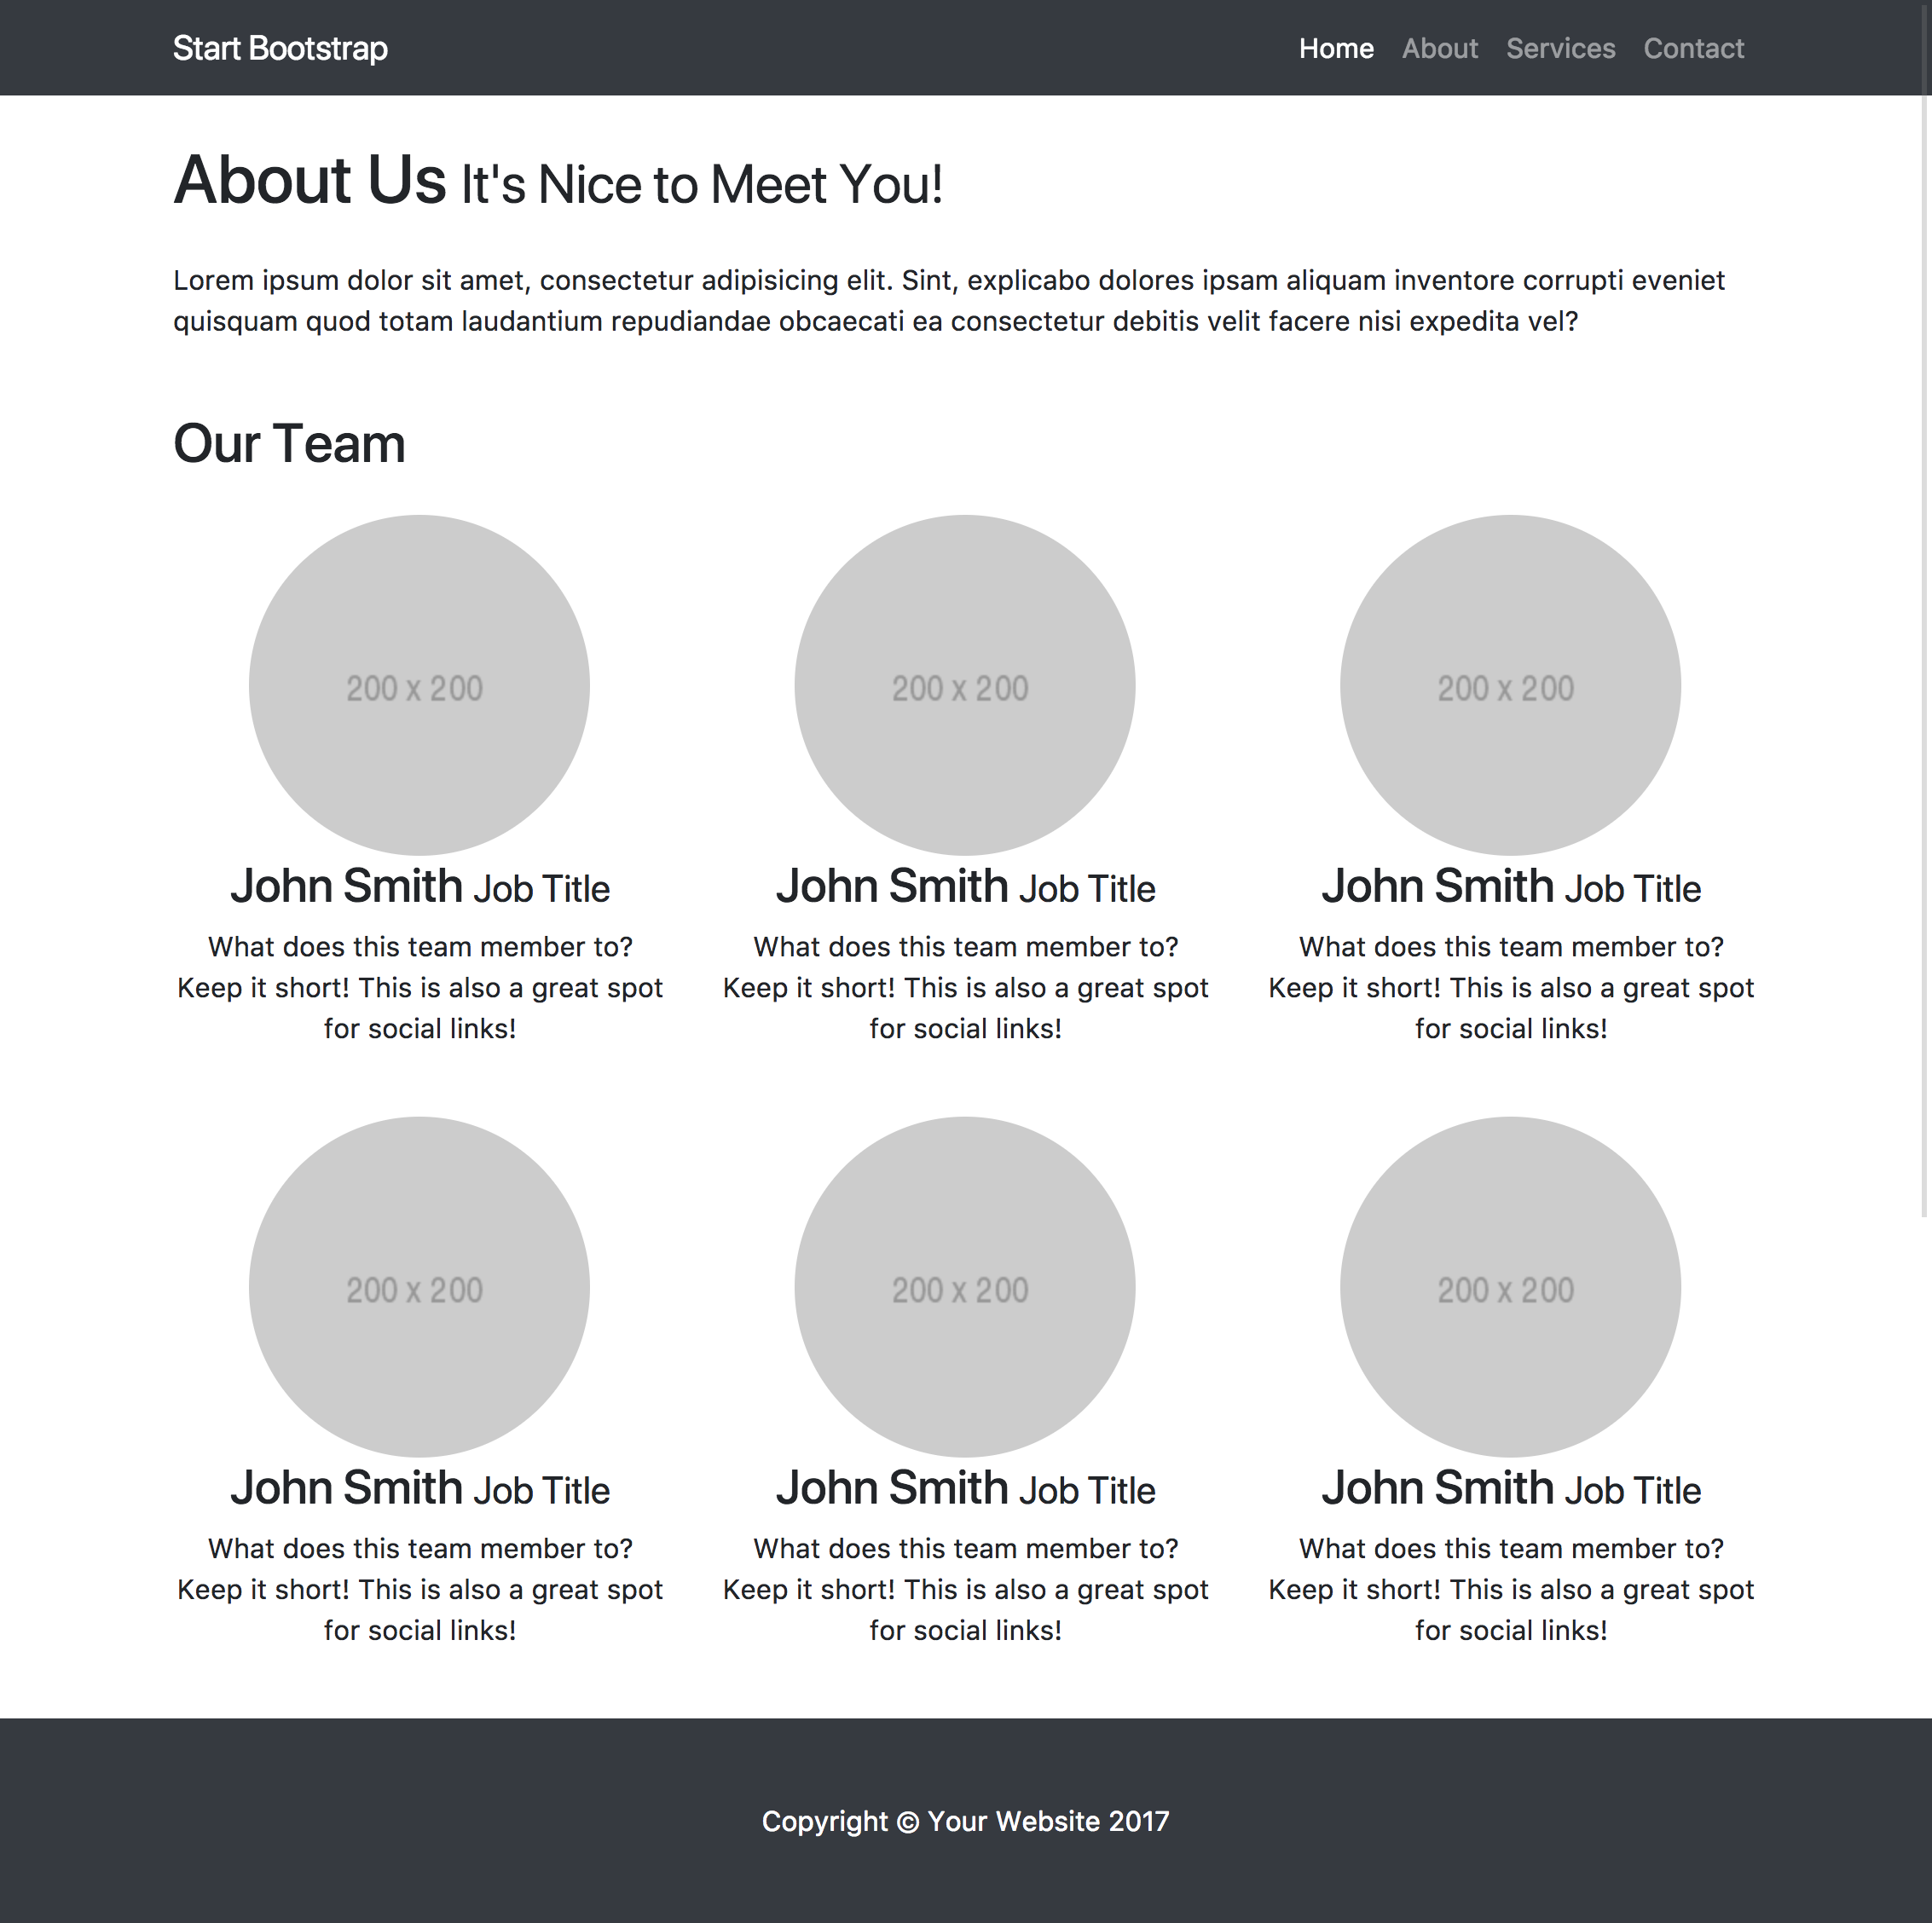 Start Bootstrap
Home About Services Contact
About Us It's Nice to Meet You!
Lorem ipsum dolor sit amet, consectetur adipisicing elit. Sint, explicabo dolores ipsam aliquam inventore corrupti eveniet
quisquam quod totam laudantium repudiandae obcaecati ea consectetur debitis velit facere nisi expedita vel?
Our Team
200 x 200
John Smith Job Title
What does this team member to?
Keep it short! This is also a great spot
for social links!
200 x 200
John Smith Job Title
What does this team member to?
Keep it short! This is also a great spot
for social links!
200 x 200
John Smith Job Title
What does this team member to?
Keep it short! This is also a great spot
for social links!
200 x 200
John Smith Job Title
What does this team member to?
Keep it short! This is also a great spot
for social links!
200 x 200
John Smith Job Title
What does this team member to?
Keep it short! This is also a great spot
for social links!
200 x 200
John Smith Job Title
What does this team member to?
Keep it short! This is also a great spot
for social links!
Copyright © Your Website 2017